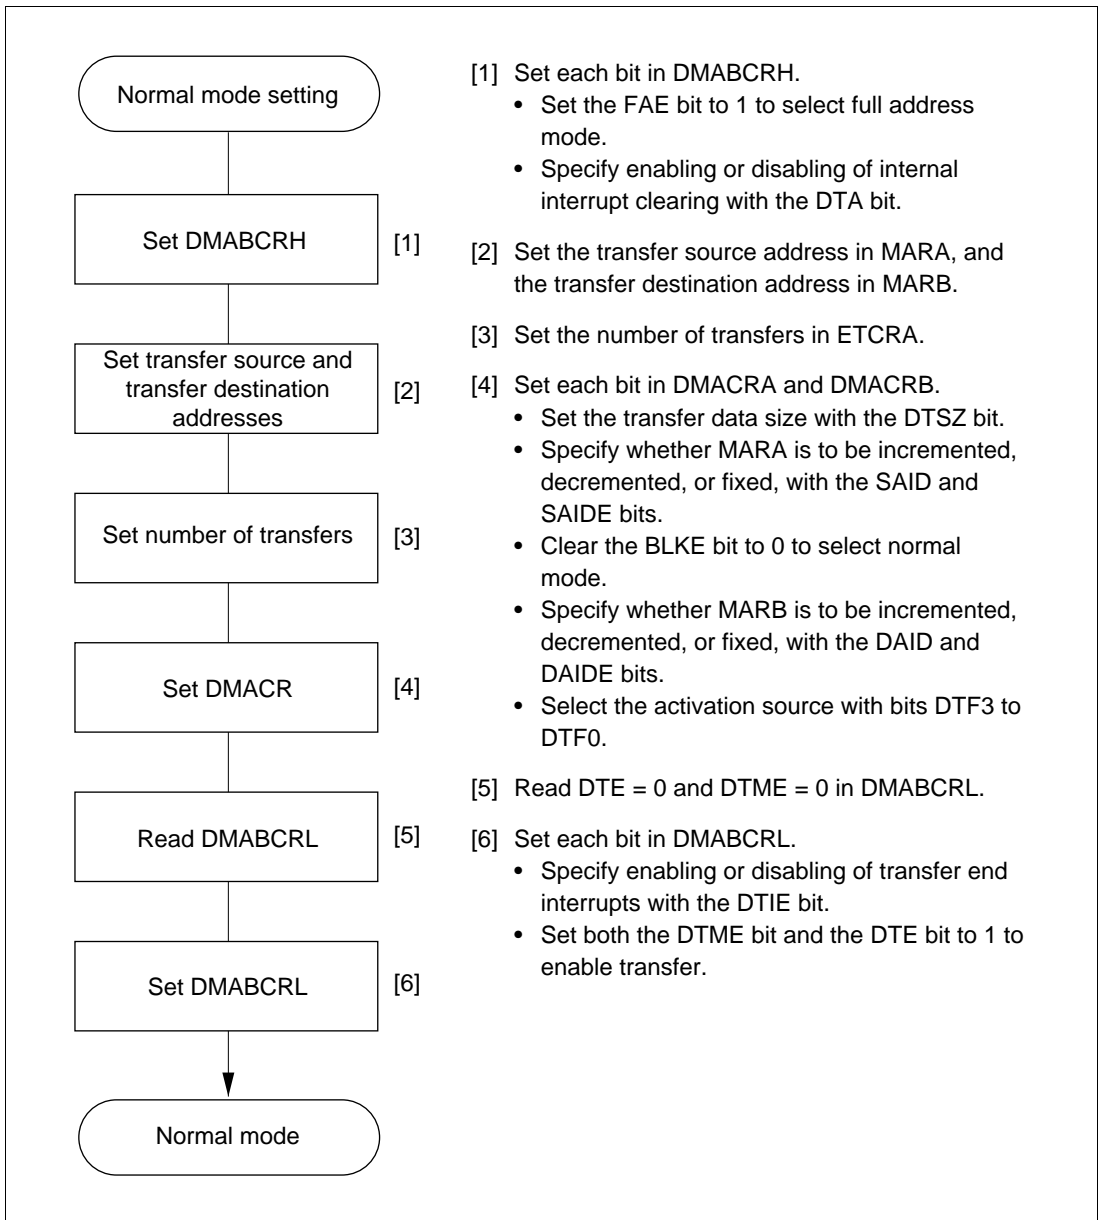 Normal mode setting
Set DMABCRH [1]
Set transfer source and
transfer destination
addresses
[2]
Set number of transfers [3]
Set DMACR [4]
Read DMABCRL [5]
Set DMABCRL [6]
Normal mode
[1] Set each bit in DMABCRH.
• Set the FAE bit to 1 to select full address
mode.
• Specify enabling or disabling of internal
interrupt clearing with the DTA bit.
[2] Set the transfer source address in MARA, and
the transfer destination address in MARB.
[3] Set the number of transfers in ETCRA.
[4] Set each bit in DMACRA and DMACRB.
• Set the transfer data size with the DTSZ bit.
• Specify whether MARA is to be incremented,
decremented, or fixed, with the SAID and
SAIDE bits.
• Clear the BLKE bit to 0 to select normal
mode.
• Specify whether MARB is to be incremented,
decremented, or fixed, with the DAID and
DAIDE bits.
• Select the activation source with bits DTF3 to
DTF0.
[5] Read DTE = 0 and DTME = 0 in DMABCRL.
[6] Set each bit in DMABCRL.
• Specify enabling or disabling of transfer end
interrupts with the DTIE bit.
• Set both the DTME bit and the DTE bit to 1 to
enable transfer.